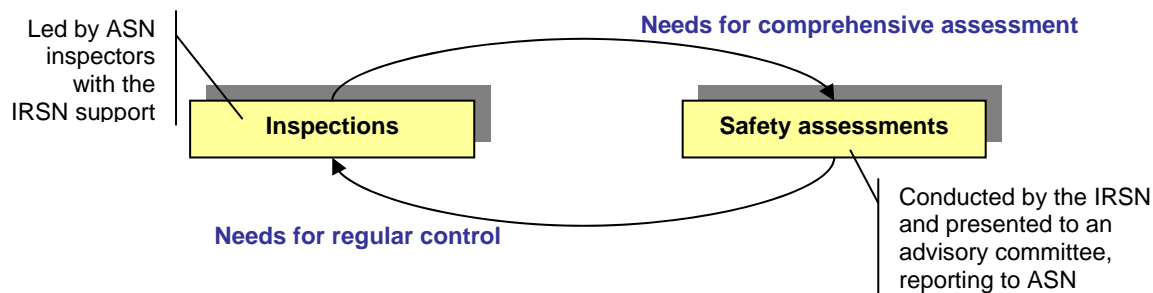 Led by ASN
inspectors
with the
IRSN support
Needs for comprehensive assessment
Inspections
Safety assessments
Needs for regular control
Conducted by the IRSN
and presented to an
advisory committee,
reporting to ASN